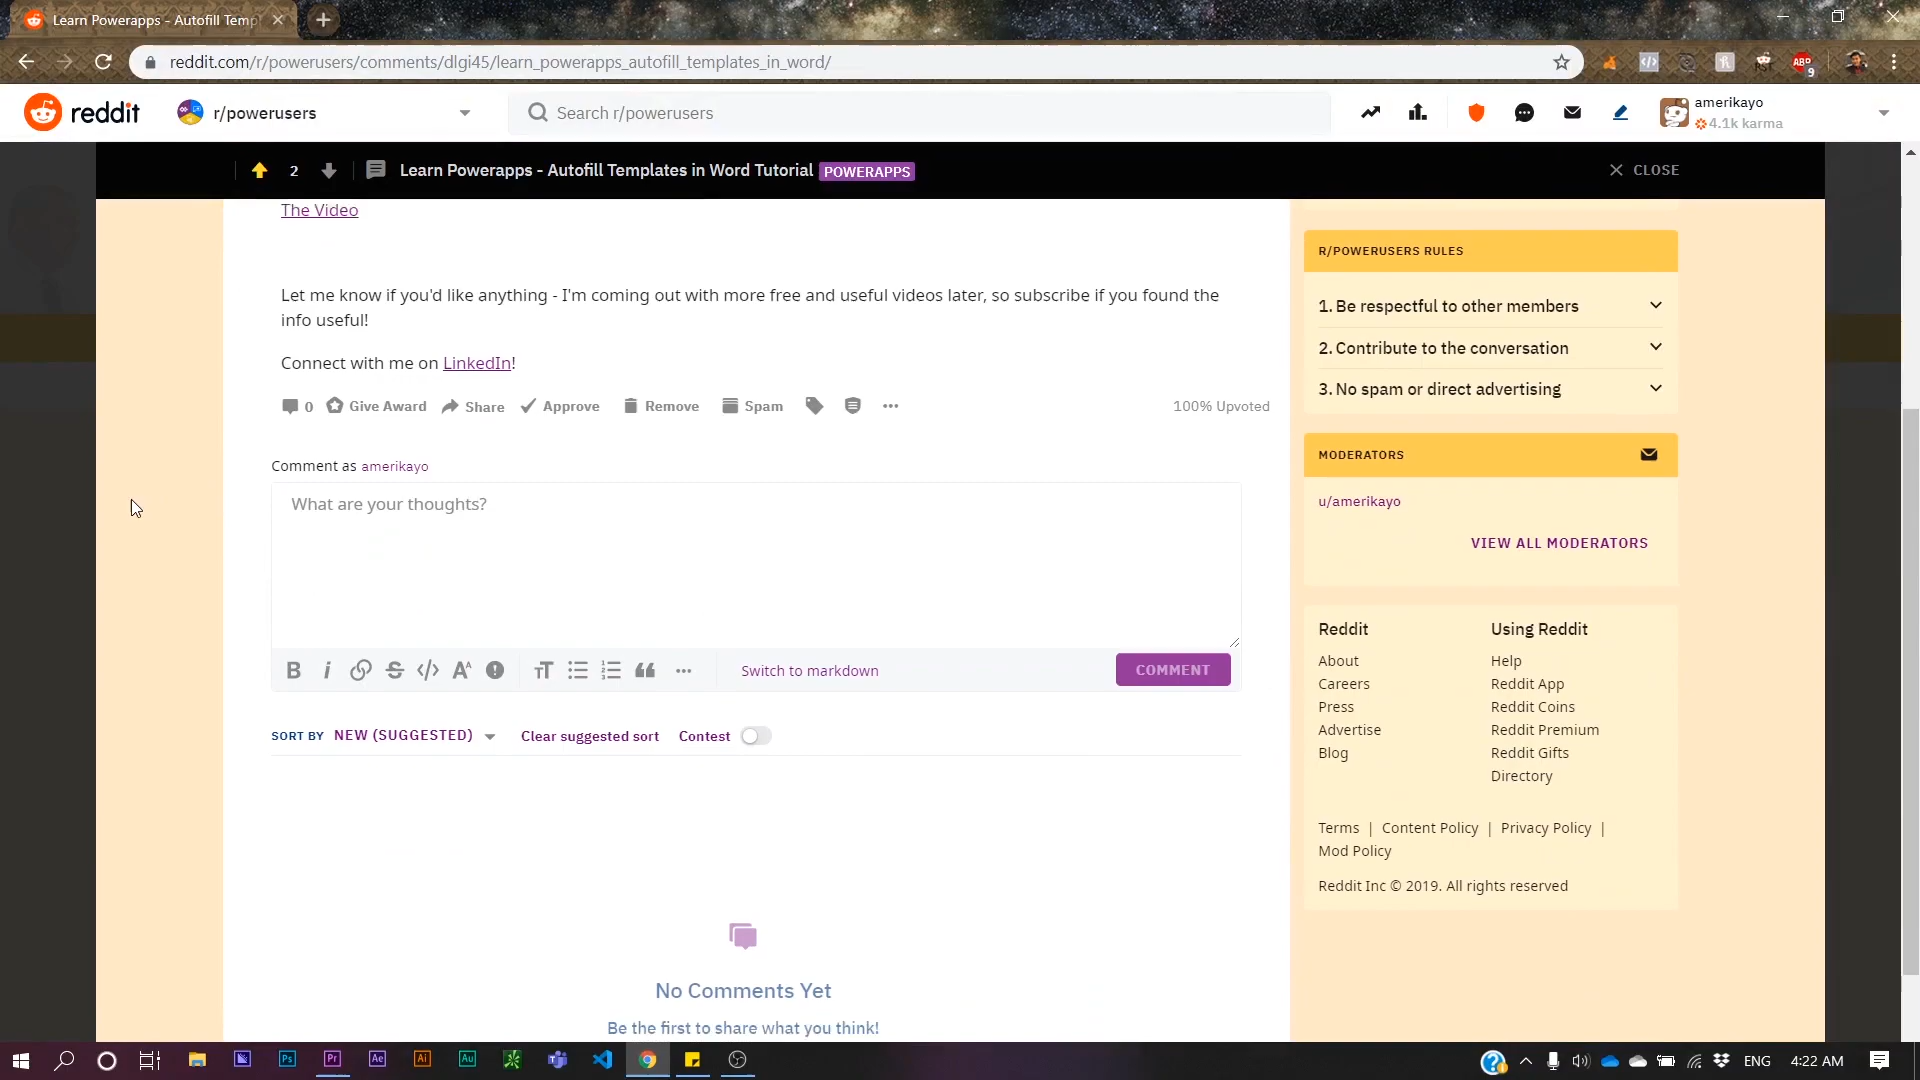 Learn Powerapps - Autofill Temp
reddit.com/r/powerusers/comments/dlgi45/learn_powerapps_autofill_templates_in_word/
ABP
9
reddit
r/powerusers
Search r/powerusers
amerikayo
4.1k karma
2
Learn Powerapps - Autofill Templates in Word Tutorial
POWERAPPS
CLOSE
The Video
Let me know if you'd like anything - I'm coming out with more free and useful videos later, so subscribe if you found the
info useful!
Connect with me on LinkedIn!
0
Give Award
Share
Approve
Remove
Spam
100% Upvoted
Comment as amerikayo
What are your thoughts?
Switch to markdown
COMMENT
SORT BY NEW (SUGGESTED)
Clear suggested sort
Contest
No Comments Yet
Be the first to share what you think!
R/POWERUSERS RULES
1. Be respectful to other members
2. Contribute to the conversation
3. No spam or direct advertising
MODERATORS
u/amerikayo
VIEW ALL MODERATORS
Reddit
About
Careers
Press
Advertise
Blog
Using Reddit
Help
Reddit App
Reddit Coins
Reddit Premium
Reddit Gifts
Directory
Terms | Content Policy | Privacy Policy |
Mod Policy
Reddit Inc © 2019. All rights reserved
Ps
Pr
Ae
Ai
Au
ENG
4:22 AM